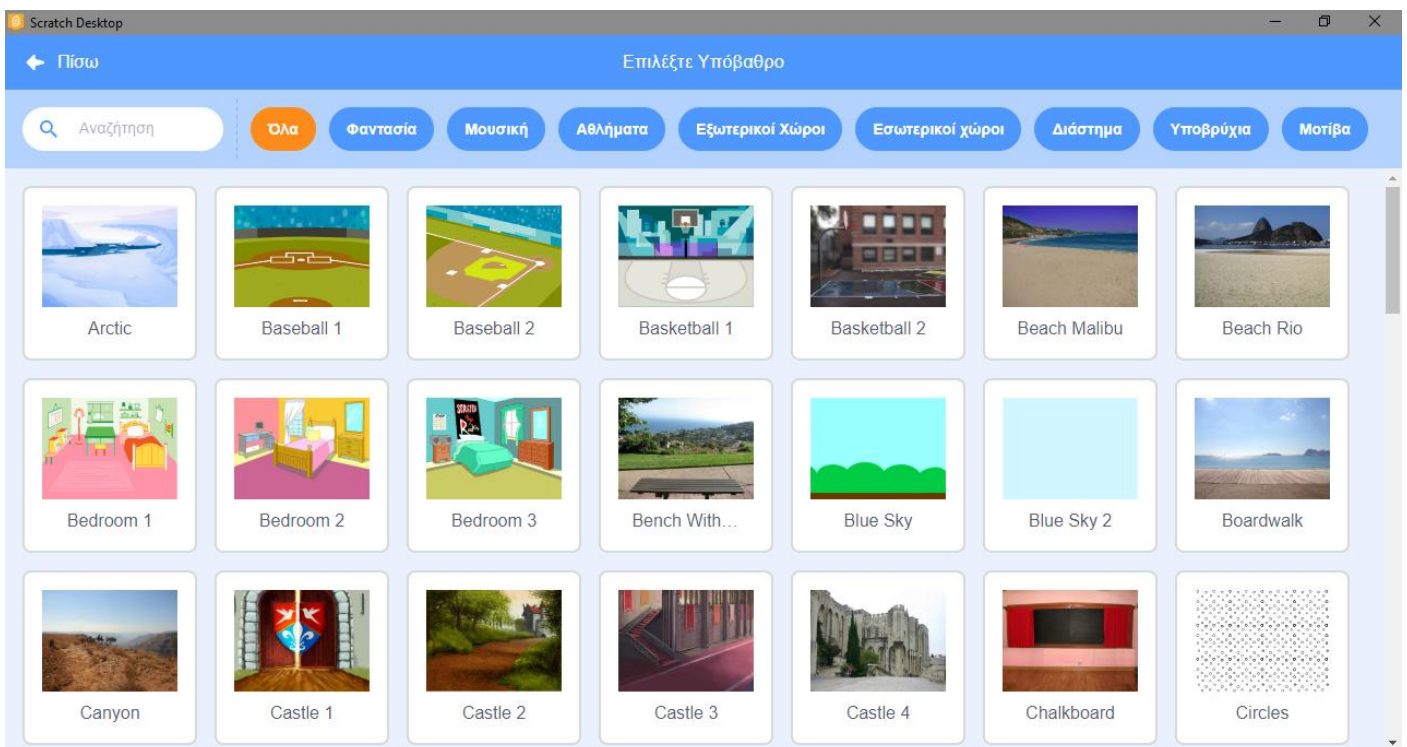 Scratch Desktop
Πίσω
Επιλέξτε Υπόβαθρο
Αναζήτηση
Όλα Φαντασία Μουσική Αθλήματα Εξωτερικοί Χώροι Εσωτερικοί χώροι Διάστημα Υποβρύχια Μοτίβα
Arctic Baseball 1 Baseball 2 Basketball 1 Basketball 2 Beach Malibu Beach Rio
SCRATCH
Bedroom 1 Bedroom 2 Bedroom 3 Bench With... Blue Sky Blue Sky 2 Boardwalk
Canyon Castle 1 Castle 2 Castle 3 Castle 4 Chalkboard Circles